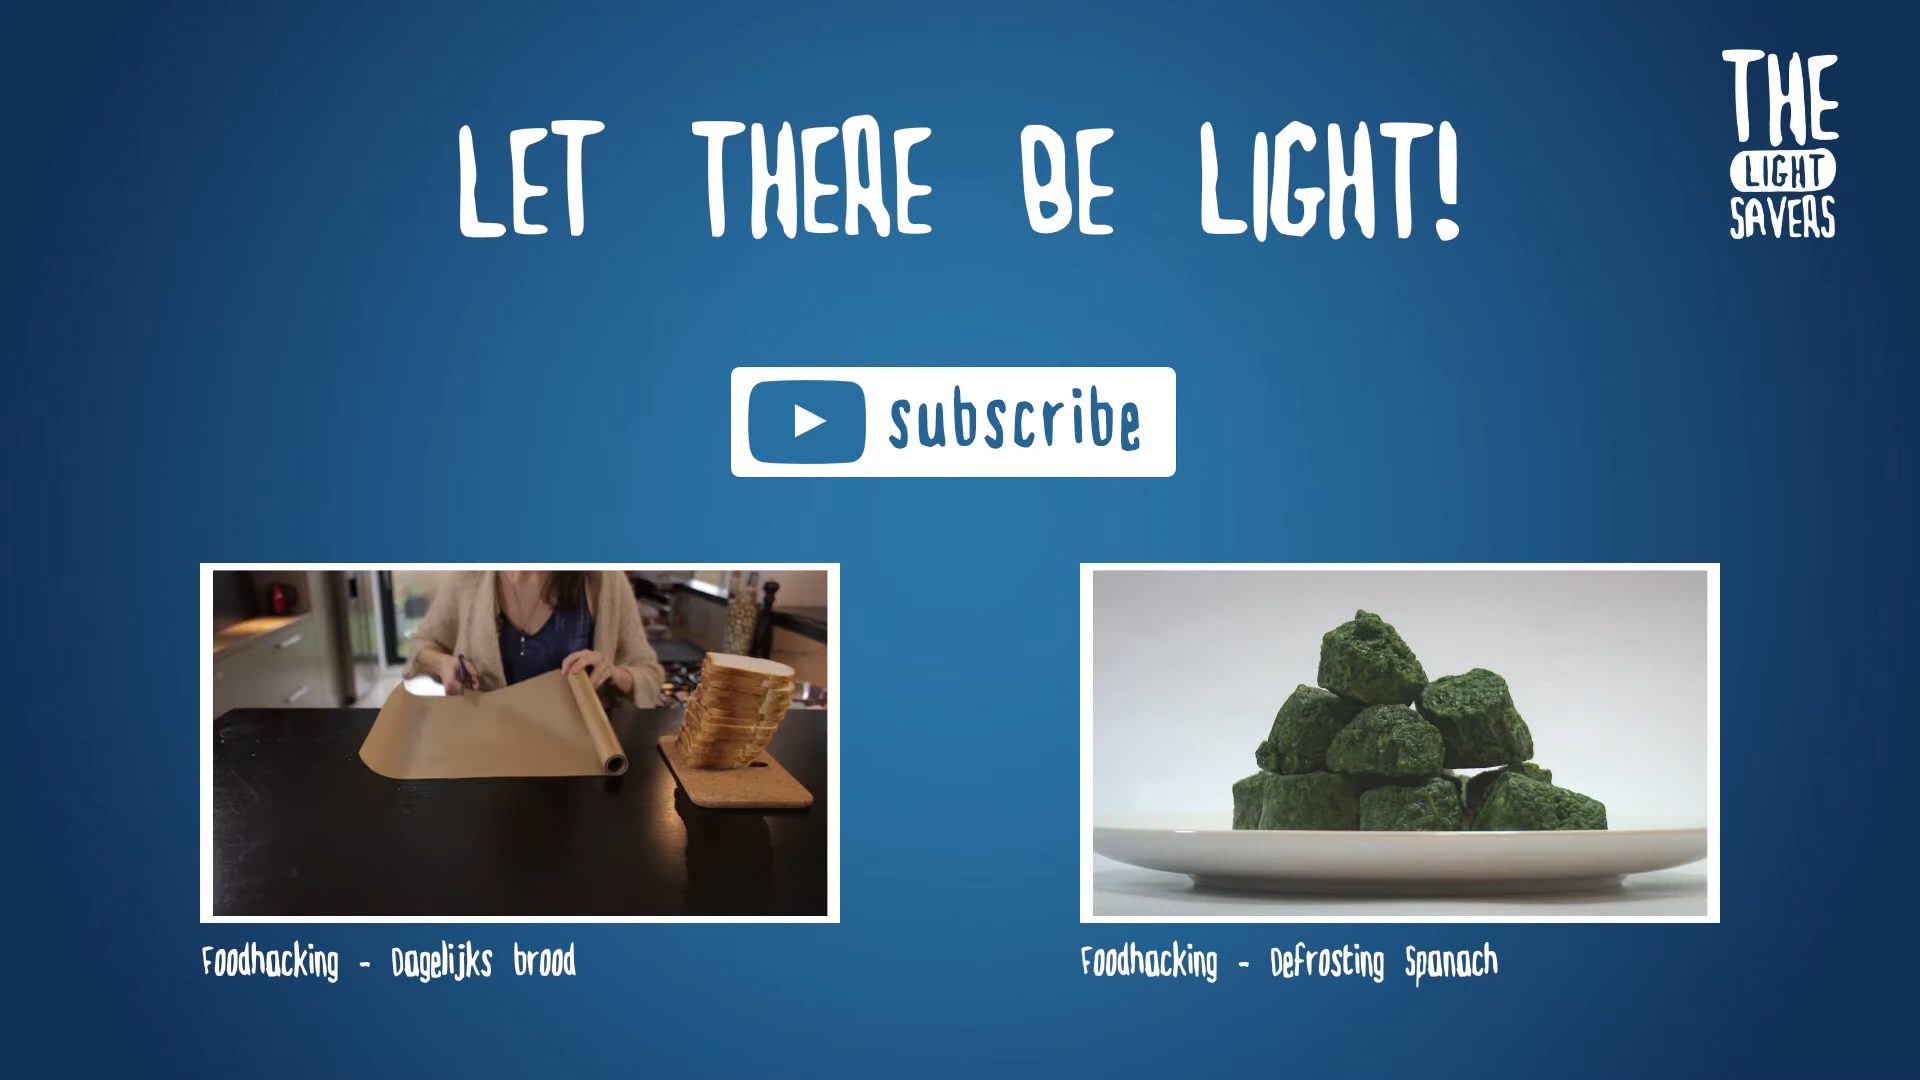 LET THERE BE LIGHT!
THE
LIGHT
SAVERS
subscribe
Foodhacking - Dagelijks brood
Foodhacking - Defrosting Spanach